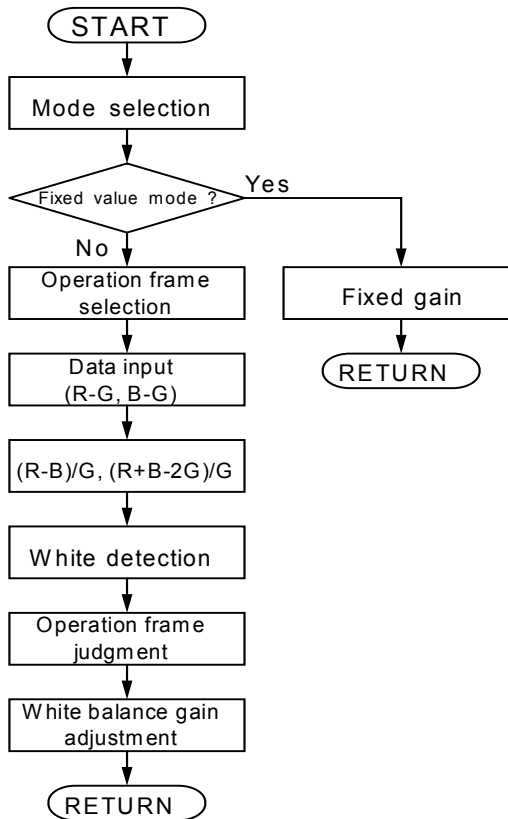 START
Mode selection
Fixed value mode ?
Yes
No
Operation frame
selection
Fixed gain
Data input
(R-G, B-G)
RETURN
(R-B)/G, (R+B-2G)/G
White detection
Operation frame
judgment
White balance gain
adjustment
RETURN